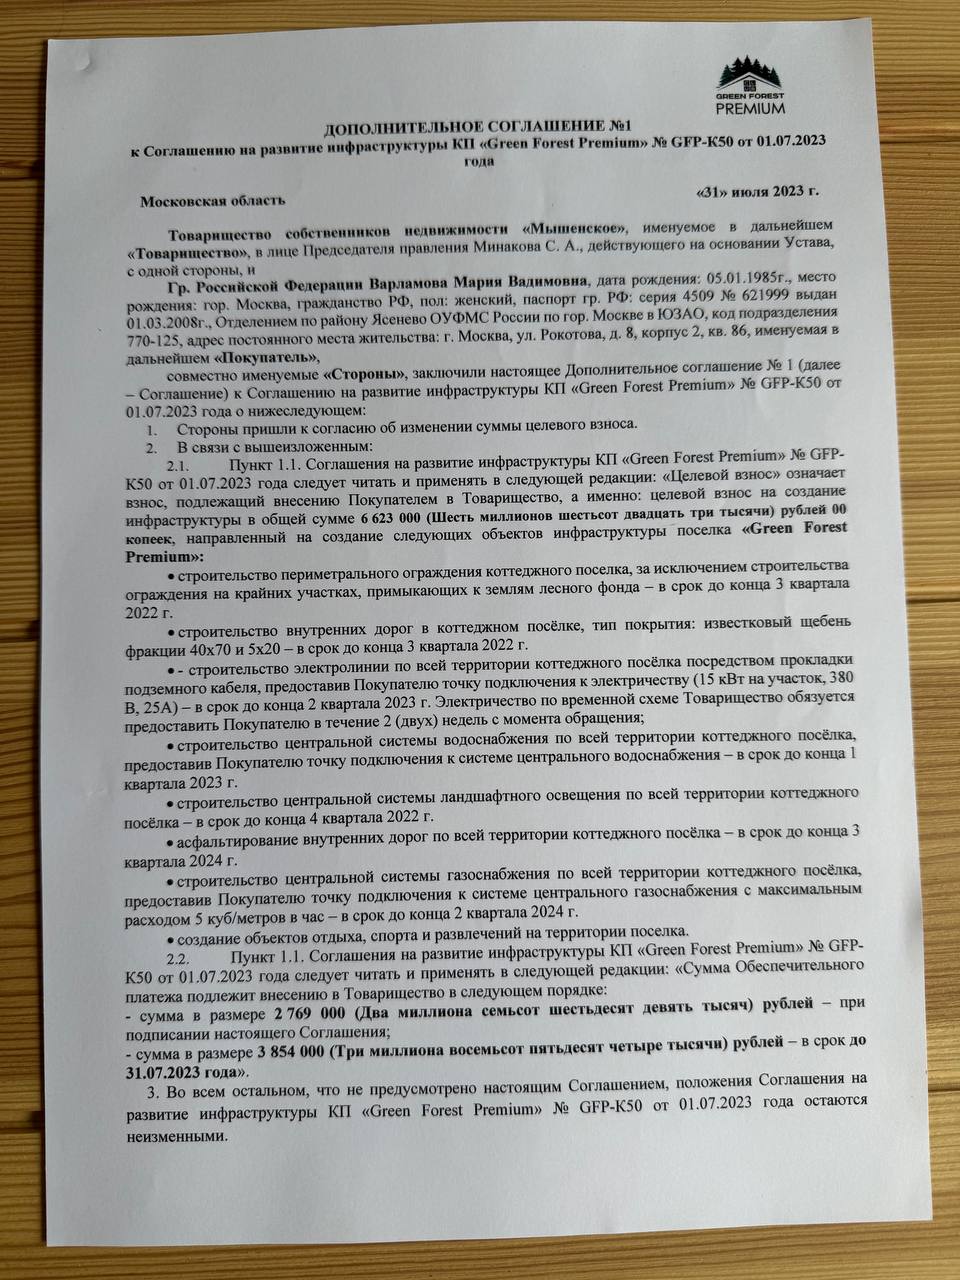 GREEN FOREST
PREMIUM
ДОПОЛНИТЕЛЬНОЕ СОГЛАШЕНИЕ №1
к Соглашению на развитие инфраструктуры КП «Green Forest Premium» № GFP-К50 от 01.07.2023
года
Московская область
«31» июля 2023 г.
Товарищество собственников недвижимости «Мышенское», именуемое в дальнейшем
«Товарищество», в лице Председателя правления Минакова С. А., действующего на основании Устава,
с одной стороны, и
Гр. Российской Федерации Варламова Мария Вадимовна, дата рождения: 05.01.1985г., место
рождения: гор. Москва, гражданство РФ, пол: женский, паспорт гр. РФ: серия 4509 № 621999 выдан
01.03.2008г., Отделением по району Ясенево ОУФМС России по гор. Москве в ЮЗАО, код подразделения
770-125, адрес постоянного места жительства: г. Москва, ул. Рокотова, д. 8, корпус 2, кв. 86, именуемая в
дальнейшем «Покупатель»,
совместно именуемые «Стороны», заключили настоящее Дополнительное соглашение № 1 (далее
– Соглашение) к Соглашению на развитие инфраструктуры КП «Green Forest Premium» № GFP-К50 от
01.07.2023 года о нижеследующем:
1. Стороны пришли к согласию об изменении суммы целевого взноса.
2. В связи с вышеизложенным:
2.1. Пункт 1.1. Соглашения на развитие инфраструктуры КП «Green Forest Premium» № GFP-
К50 от 01.07.2023 года следует читать и применять в следующей редакции: «Целевой взнос» означает
взнос, подлежащий внесению Покупателем в Товарищество, а именно: целевой взнос на создание
инфраструктуры в общей сумме 6 623 000 (Шесть миллионов шестьсот двадцать три тысячи) рублей 00
копеек, направленный на создание следующих объектов инфраструктуры поселка «Green Forest
Premium»:
• строительство периметрального ограждения коттеджного поселка, за исключением строительства
ограждения на крайних участках, примыкающих к землям лесного фонда – в срок до конца 3 квартала
2022 г.
• строительство внутренних дорог в коттеджном посёлке, тип покрытия: известковый щебень
фракции 40х70 и 5х20 – в срок до конца 3 квартала 2022 г.
• - строительство электролинии по всей территории коттеджного посёлка посредством прокладки
подземного кабеля, предоставив Покупателю точку подключения к электричеству (15 кВт на участок, 380
В, 25А) – в срок до конца 2 квартала 2023 г. Электричество по временной схеме Товарищество обязуется
предоставить Покупателю в течение 2 (двух) недель с момента обращения;
• строительство центральной системы водоснабжения по всей территории коттеджного посёлка,
предоставив Покупателю точку подключения к системе центрального водоснабжения – в срок до конца 1
квартала 2023 г.
• строительство центральной системы ландшафтного освещения по всей территории коттеджного
посёлка – в срок до конца 4 квартала 2022 г.
• асфальтирование внутренних дорог по всей территории коттеджного посёлка – в срок до конца 3
квартала 2024 г.
• строительство центральной системы газоснабжения по всей территории коттеджного посёлка,
предоставив Покупателю точку подключения к системе центрального газоснабжения с максимальным
расходом 5 куб/метров в час – в срок до конца 2 квартала 2024 г.
• создание объектов отдыха, спорта и развлечений на территории поселка.
2.2. Пункт 1.1. Соглашения на развитие инфраструктуры КП «Green Forest Premium» № GFP-
К50 от 01.07.2023 года следует читать и применять в следующей редакции: «Сумма Обеспечительного
платежа подлежит внесению в Товарищество в следующем порядке:
- сумма в размере 2 769 000 (Два миллиона семьсот шестьдесят девять тысяч) рублей – при
подписании настоящего Соглашения;
- сумма в размере 3 854 000 (Три миллиона восемьсот пятьдесят четыре тысячи) рублей – в срок до
31.07.2023 года».
3. Во всем остальном, что не предусмотрено настоящим Соглашением, положения Соглашения на
развитие инфраструктуры КП «Green Forest Premium» № GFP-К50 от 01.07.2023 года остаются
неизменными.